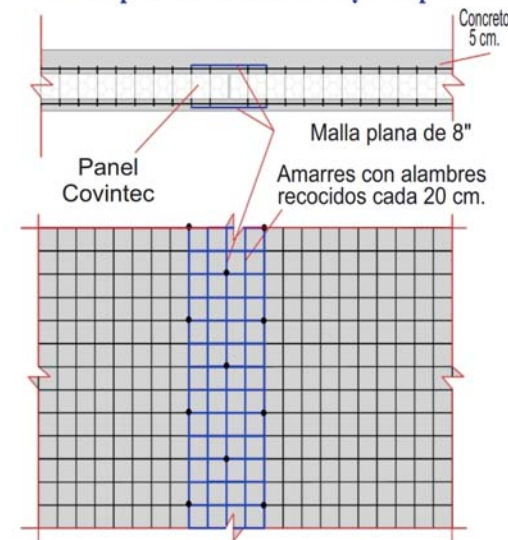 Concreto
5 cm.
Malla plana de 8"
Panel
Covintec
Amarres con alambres
recocidos cada 20 cm.